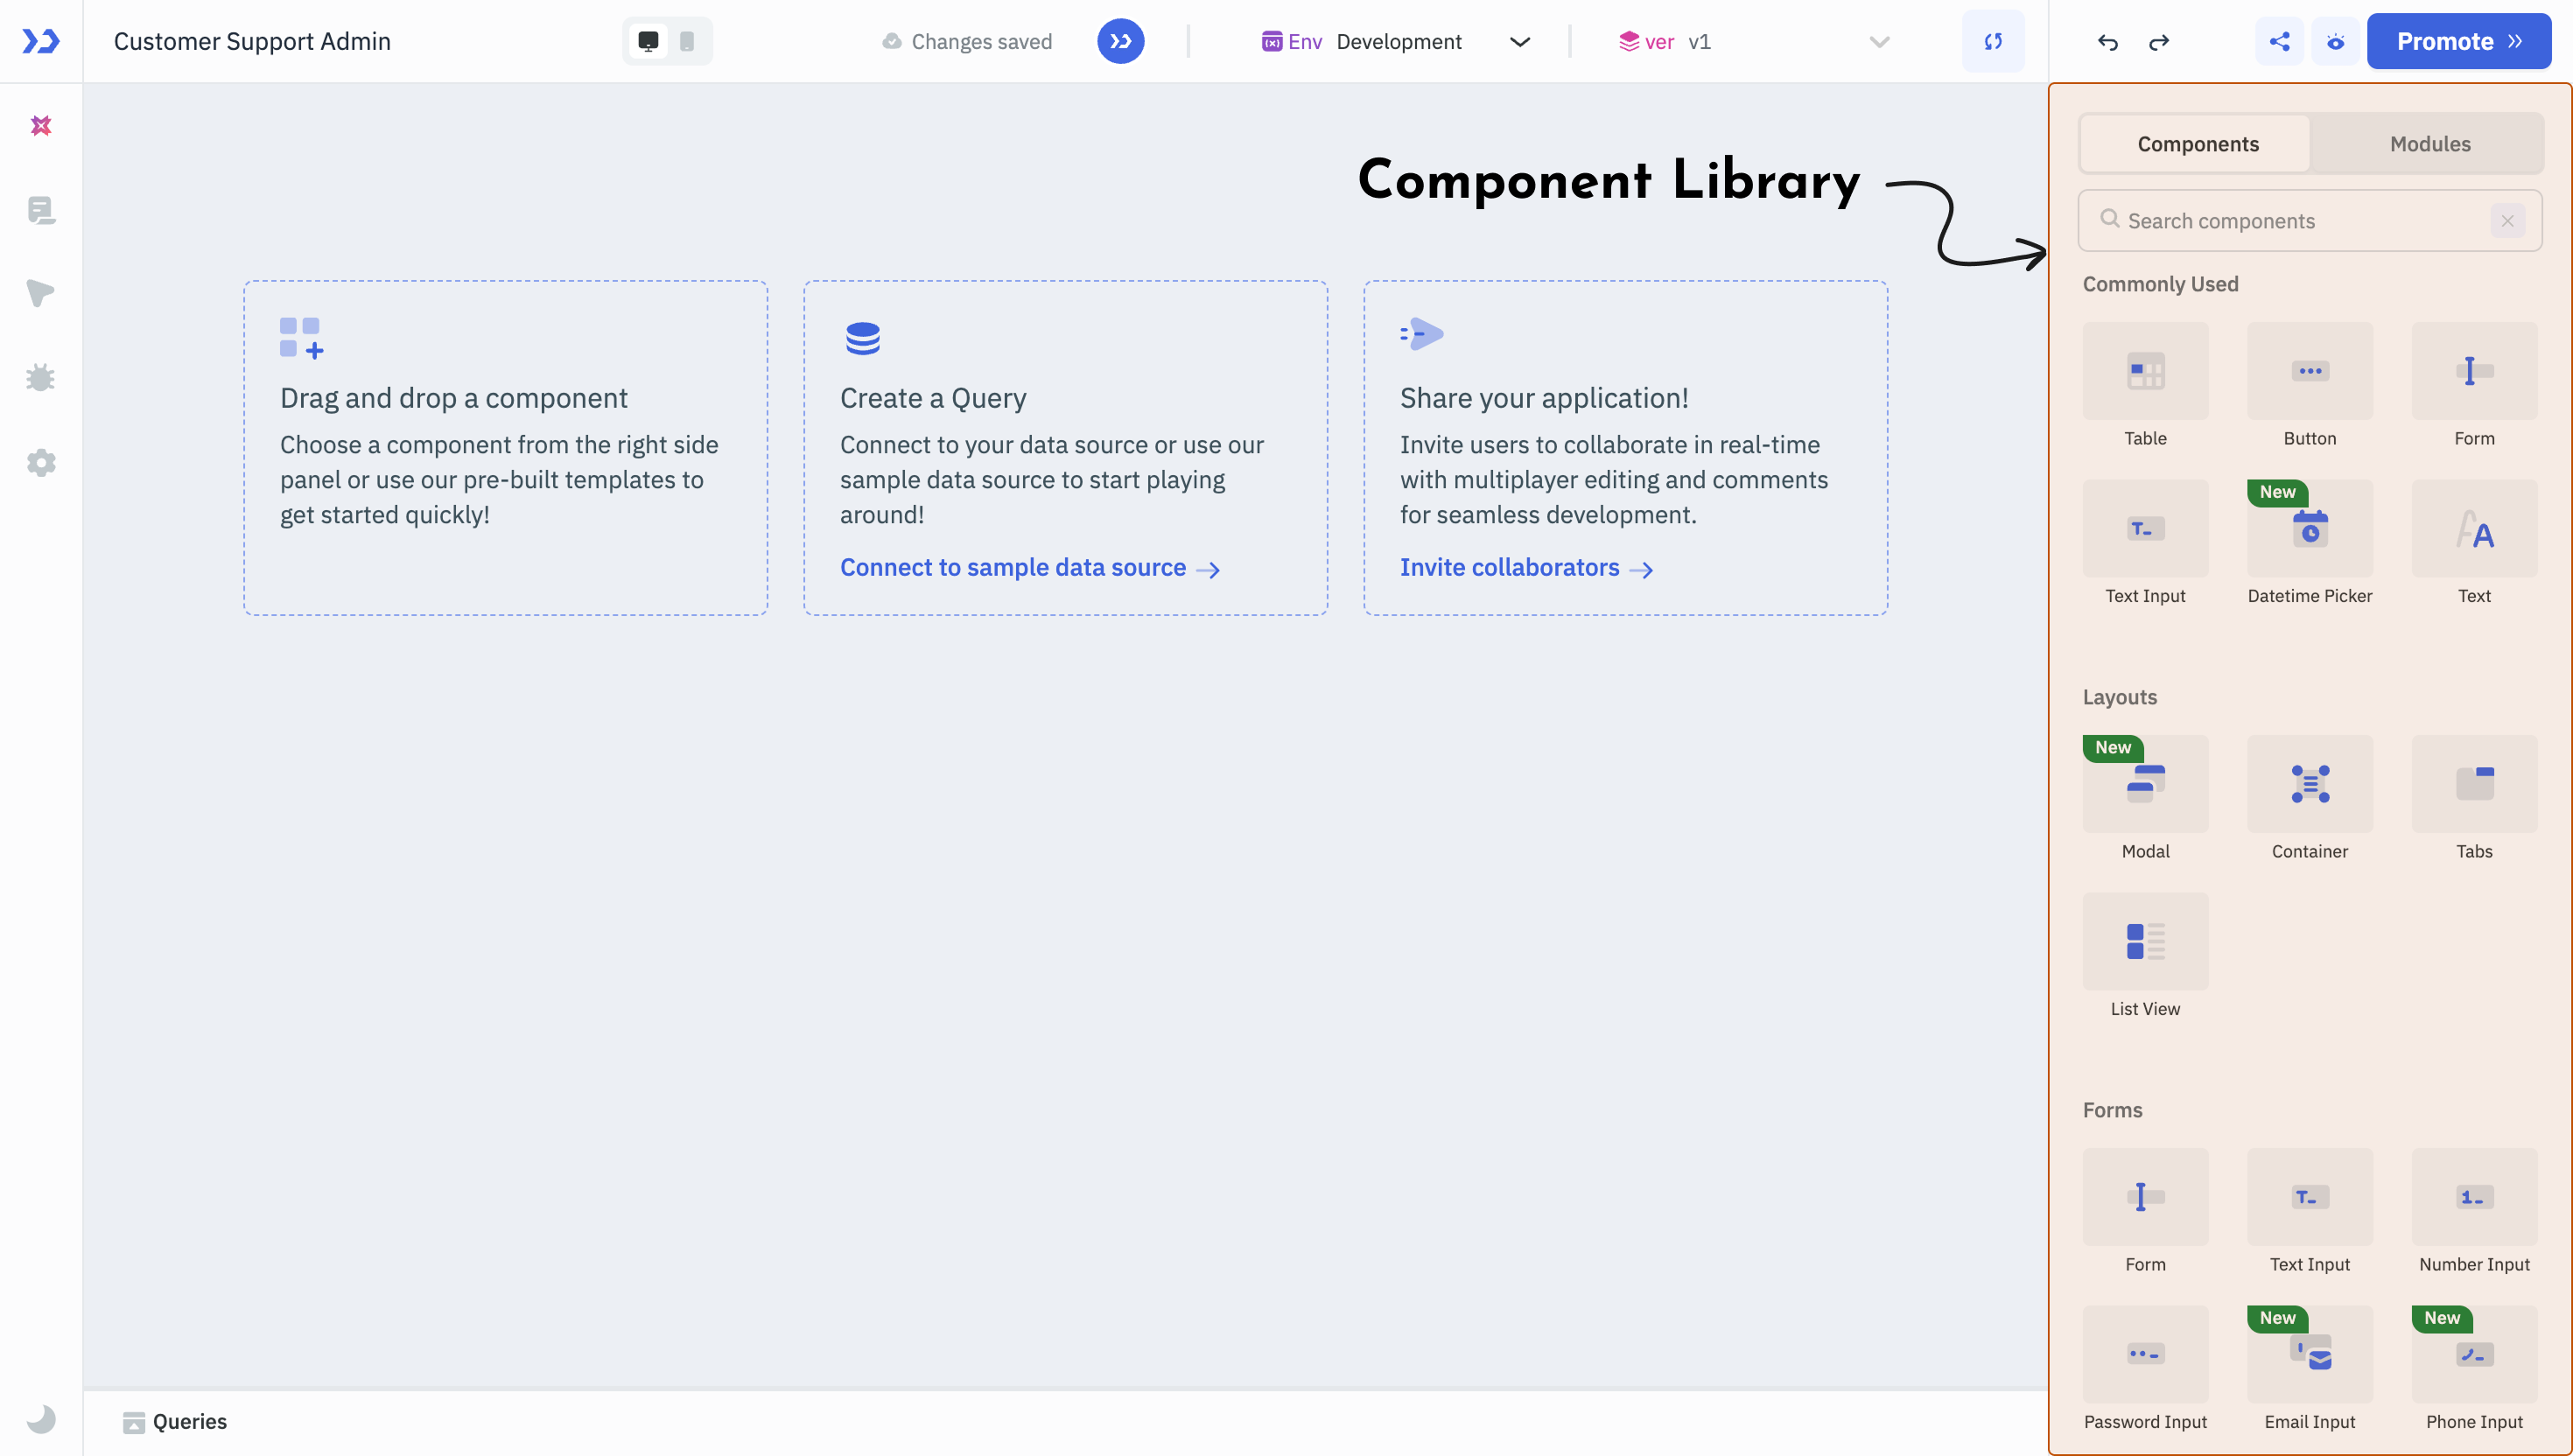 Customer Support Admin
Changes saved
Env Development
ver v1
Promote
Component Library
Components
Modules
Search components
Commonly Used
Table
Button
Form
Text Input
New
Datetime Picker
Text
Layouts
New
Modal
Container
Tabs
List View
Forms
Form
Text Input
Number Input
Password Input
New
Email Input
New
Phone Input
Drag and drop a component
Choose a component from the right side
panel or use our pre-built templates to
get started quickly!
Create a Query
Connect to your data source or use our
sample data source to start playing
around!
Connect to sample data source
Share your application!
Invite users to collaborate in real-time
with multiplayer editing and comments
for seamless development.
Invite collaborators
Queries